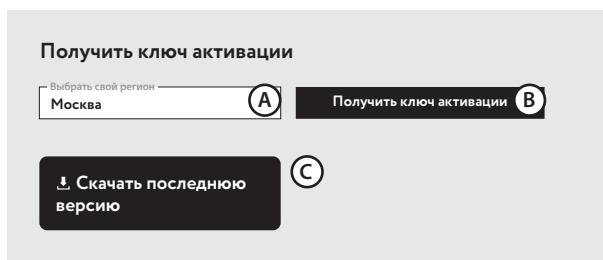 Получить ключ активации
Выбрать свой регион
Москва
A
Получить ключ активации
B
Скачать последнюю
версию
C